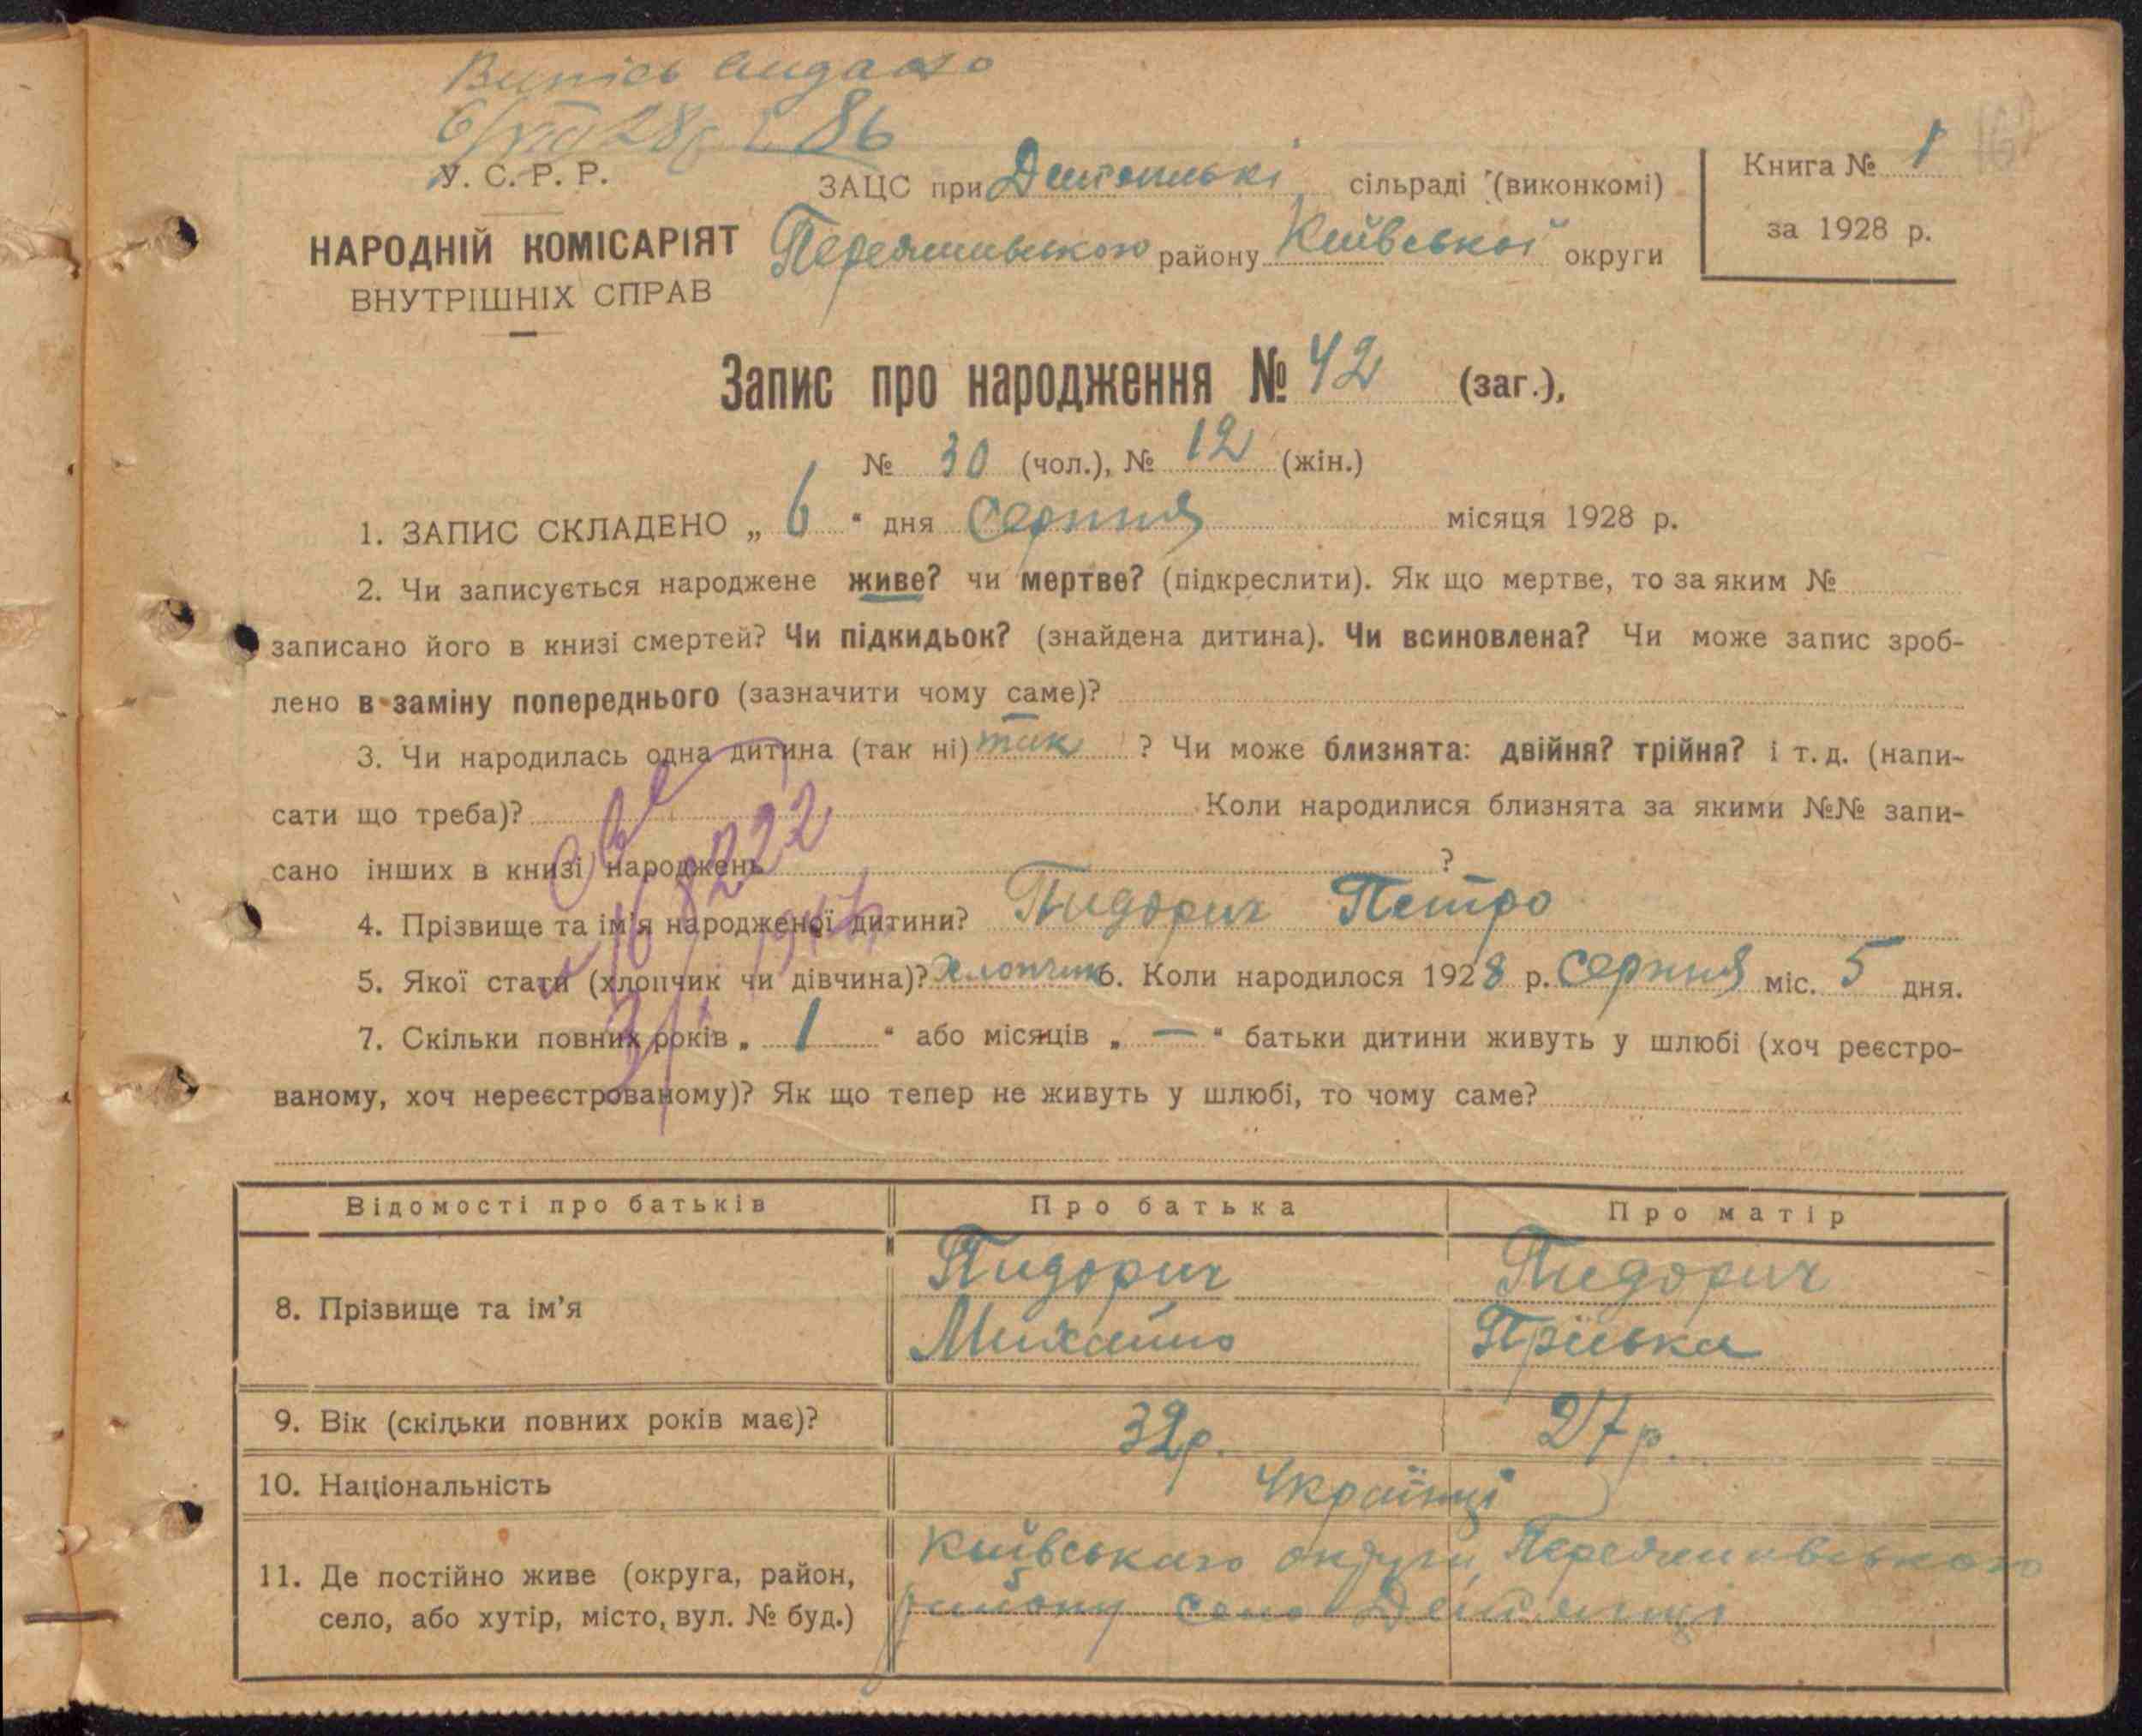 Випісь видано
6/VIII 28 р. 86
У. С. Р. Р.
ЗАЦС при сільраді (виконкомі)
Книга № 1
за 1928 р.
НАРОДНІЙ КОМІСАРІЯТ
ВНУТРІШНІХ СПРАВ
району Київської округи
Запис про народження № 42 (заг.),
№ 30 (чол.), № 12 (жін.)
1. ЗАПИС СКЛАДЕНО „ 6 “ дня Серпня місяця 1928 р.
2. Чи записується народжене живе? чи мертве? (підкреслити). Як що мертве, то за яким №
записано його в книзі смертей? Чи підкидьок? (знайдена дитина). Чи всиновлена? Чи може запис зроб-
лено в заміну попереднього (зазначити чому саме)?
3. Чи народилась одна дитина (так ні) так ? Чи може близнята: двійня? трійня? і т. д. (напи-
сати що треба)? Коли народилися близнята за якими №№ запи-
сано інших в книзі народжень ?
4. Прізвище та ім'я народженої дитини? Пидорич Петро
5. Якої стати (хлопчик чи дівчина)? Хлопчик 6. Коли народилося 1928 р. Серпня міс. 5 дня.
7. Скільки повних років „ 1 “ або місяців „ — “ батьки дитини живуть у шлюбі (хоч реєстро-
ваному, хоч нереєстрованому)? Як що тепер не живуть у шлюбі, то чому саме?
Відомості про батьків Про батька Про матір
8. Прізвище та ім’я
Пидорич
Михайло
Пидорич
Пріська
9. Вік (скільки повних років має)? 32 р. 27 р.
10. Національність Українці
11. Де постійно живе (округа, район,
село, або хутір, місто, вул. № буд.)
округи
району село